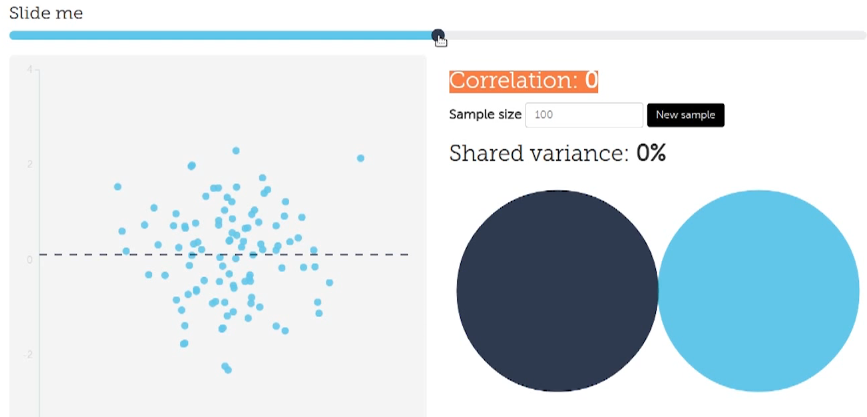 Slide me
Correlation: 0
Sample size 100 New sample
Shared variance: 0%
4
2
0
2